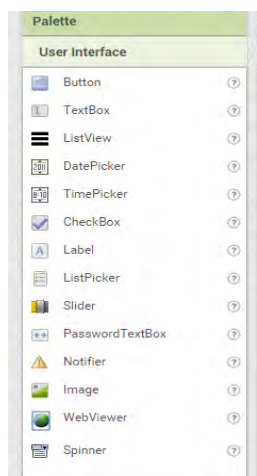 Palette
User Interface
Button
TextBox
ListView
DatePicker
TimePicker
CheckBox
Label
ListPicker
Slider
PasswordTextBox
Notifier
Image
WebViewer
Spinner